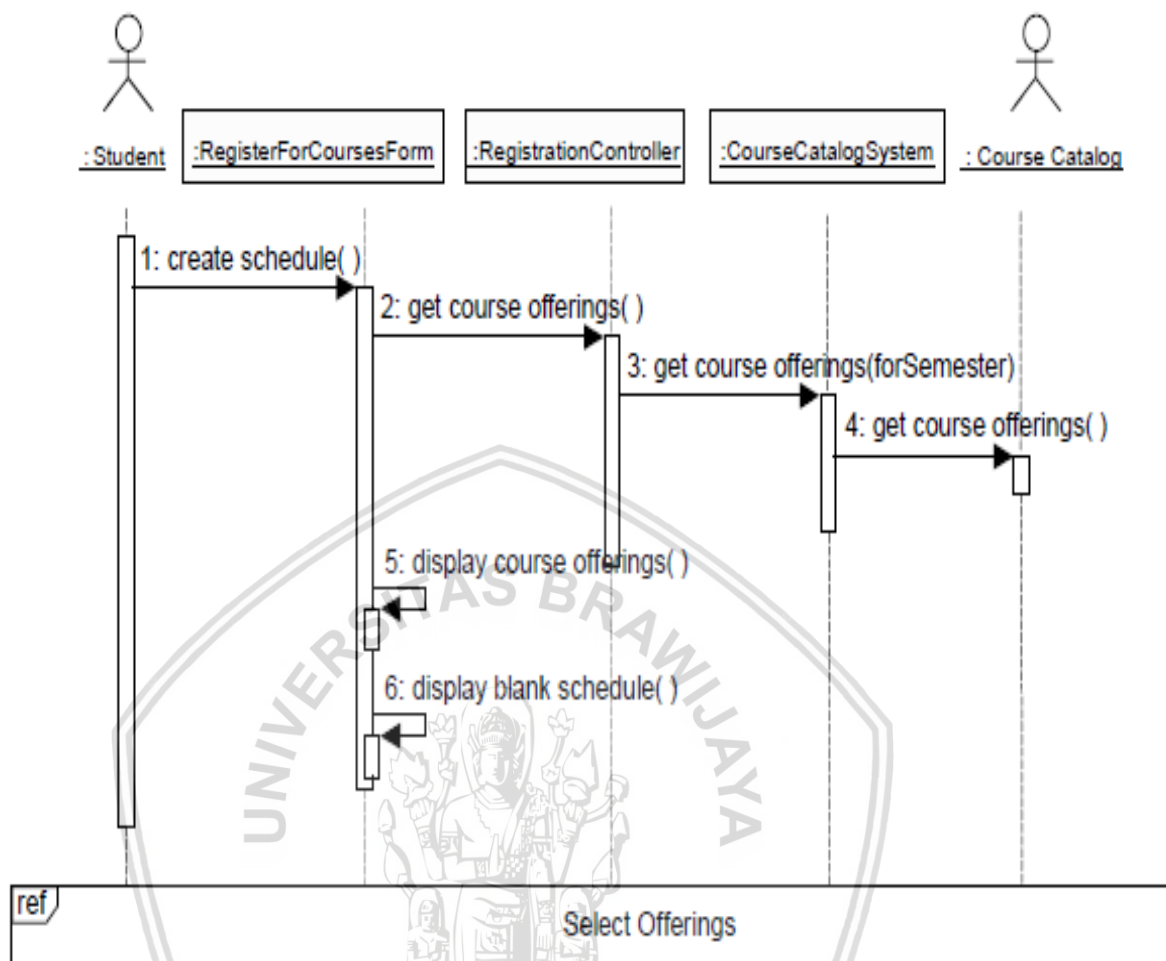 : Student
:RegisterForCoursesForm
:RegistrationController
:CourseCatalogSystem
: Course Catalog
1: create schedule( )
2: get course offerings( )
3: get course offerings(forSemester)
4: get course offerings( )
5: display course offerings( )
6: display blank schedule( )
UNIVERSITAS BRAWIJAYA
ref
Select Offerings